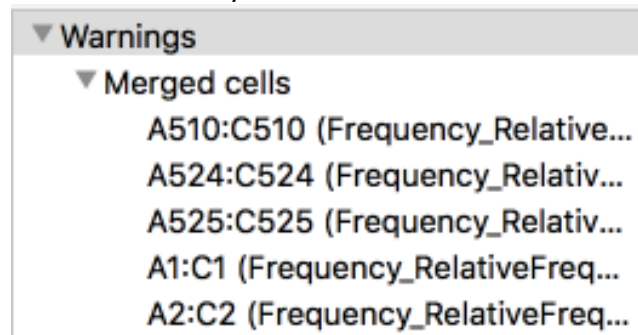 Warnings
Merged cells
A510:C510 (Frequency_Relative...
A524:C524 (Frequency_Relativ...
A525:C525 (Frequency_Relativ...
A1:C1 (Frequency_RelativeFreq...
A2:C2 (Frequency_RelativeFreq...